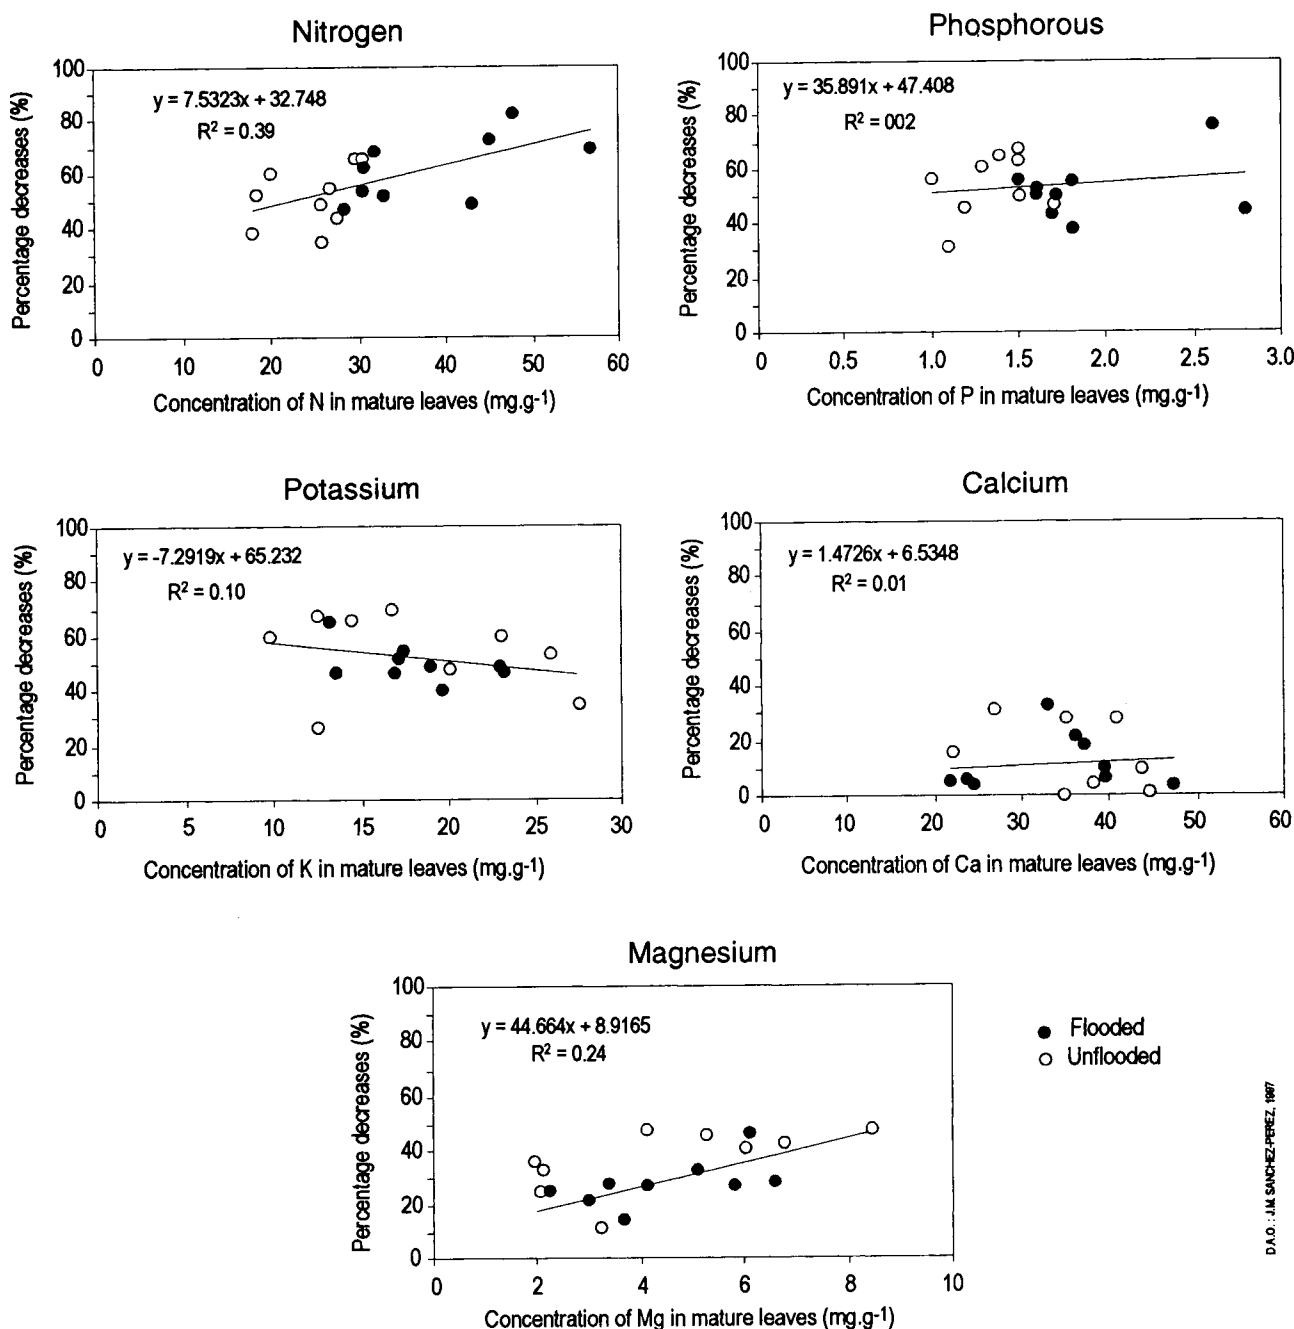 Nitrogen
Percentage decreases (%)
100
80
60
40
20
0
y = 7.5323x + 32.748
R² = 0.39
0 10 20 30 40 50 60
Concentration of N in mature leaves (mg.g-1)
Phosphorous
Percentage decreases (%)
100
80
60
40
20
0
y = 35.891x + 47.408
R² = 002
0 0.5 1.0 1.5 2.0 2.5 3.0
Concentration of P in mature leaves (mg.g-1)
Potassium
Percentage decreases (%)
100
80
60
40
20
0
y = -7.2919x + 65.232
R² = 0.10
0 5 10 15 20 25 30
Concentration of K in mature leaves (mg.g-1)
Calcium
Percentage decreases (%)
100
80
60
40
20
0
y = 1.4726x + 6.5348
R² = 0.01
0 10 20 30 40 50 60
Concentration of Ca in mature leaves (mg.g-1)
Magnesium
Percentage decreases (%)
100
80
60
40
20
0
y = 44.664x + 8.9165
R² = 0.24
0 2 4 6 8 10
Concentration of Mg in mature leaves (mg.g-1)
Flooded
Unflooded
D.A.O. : J.M. SANCHEZ-PEREZ, 1997